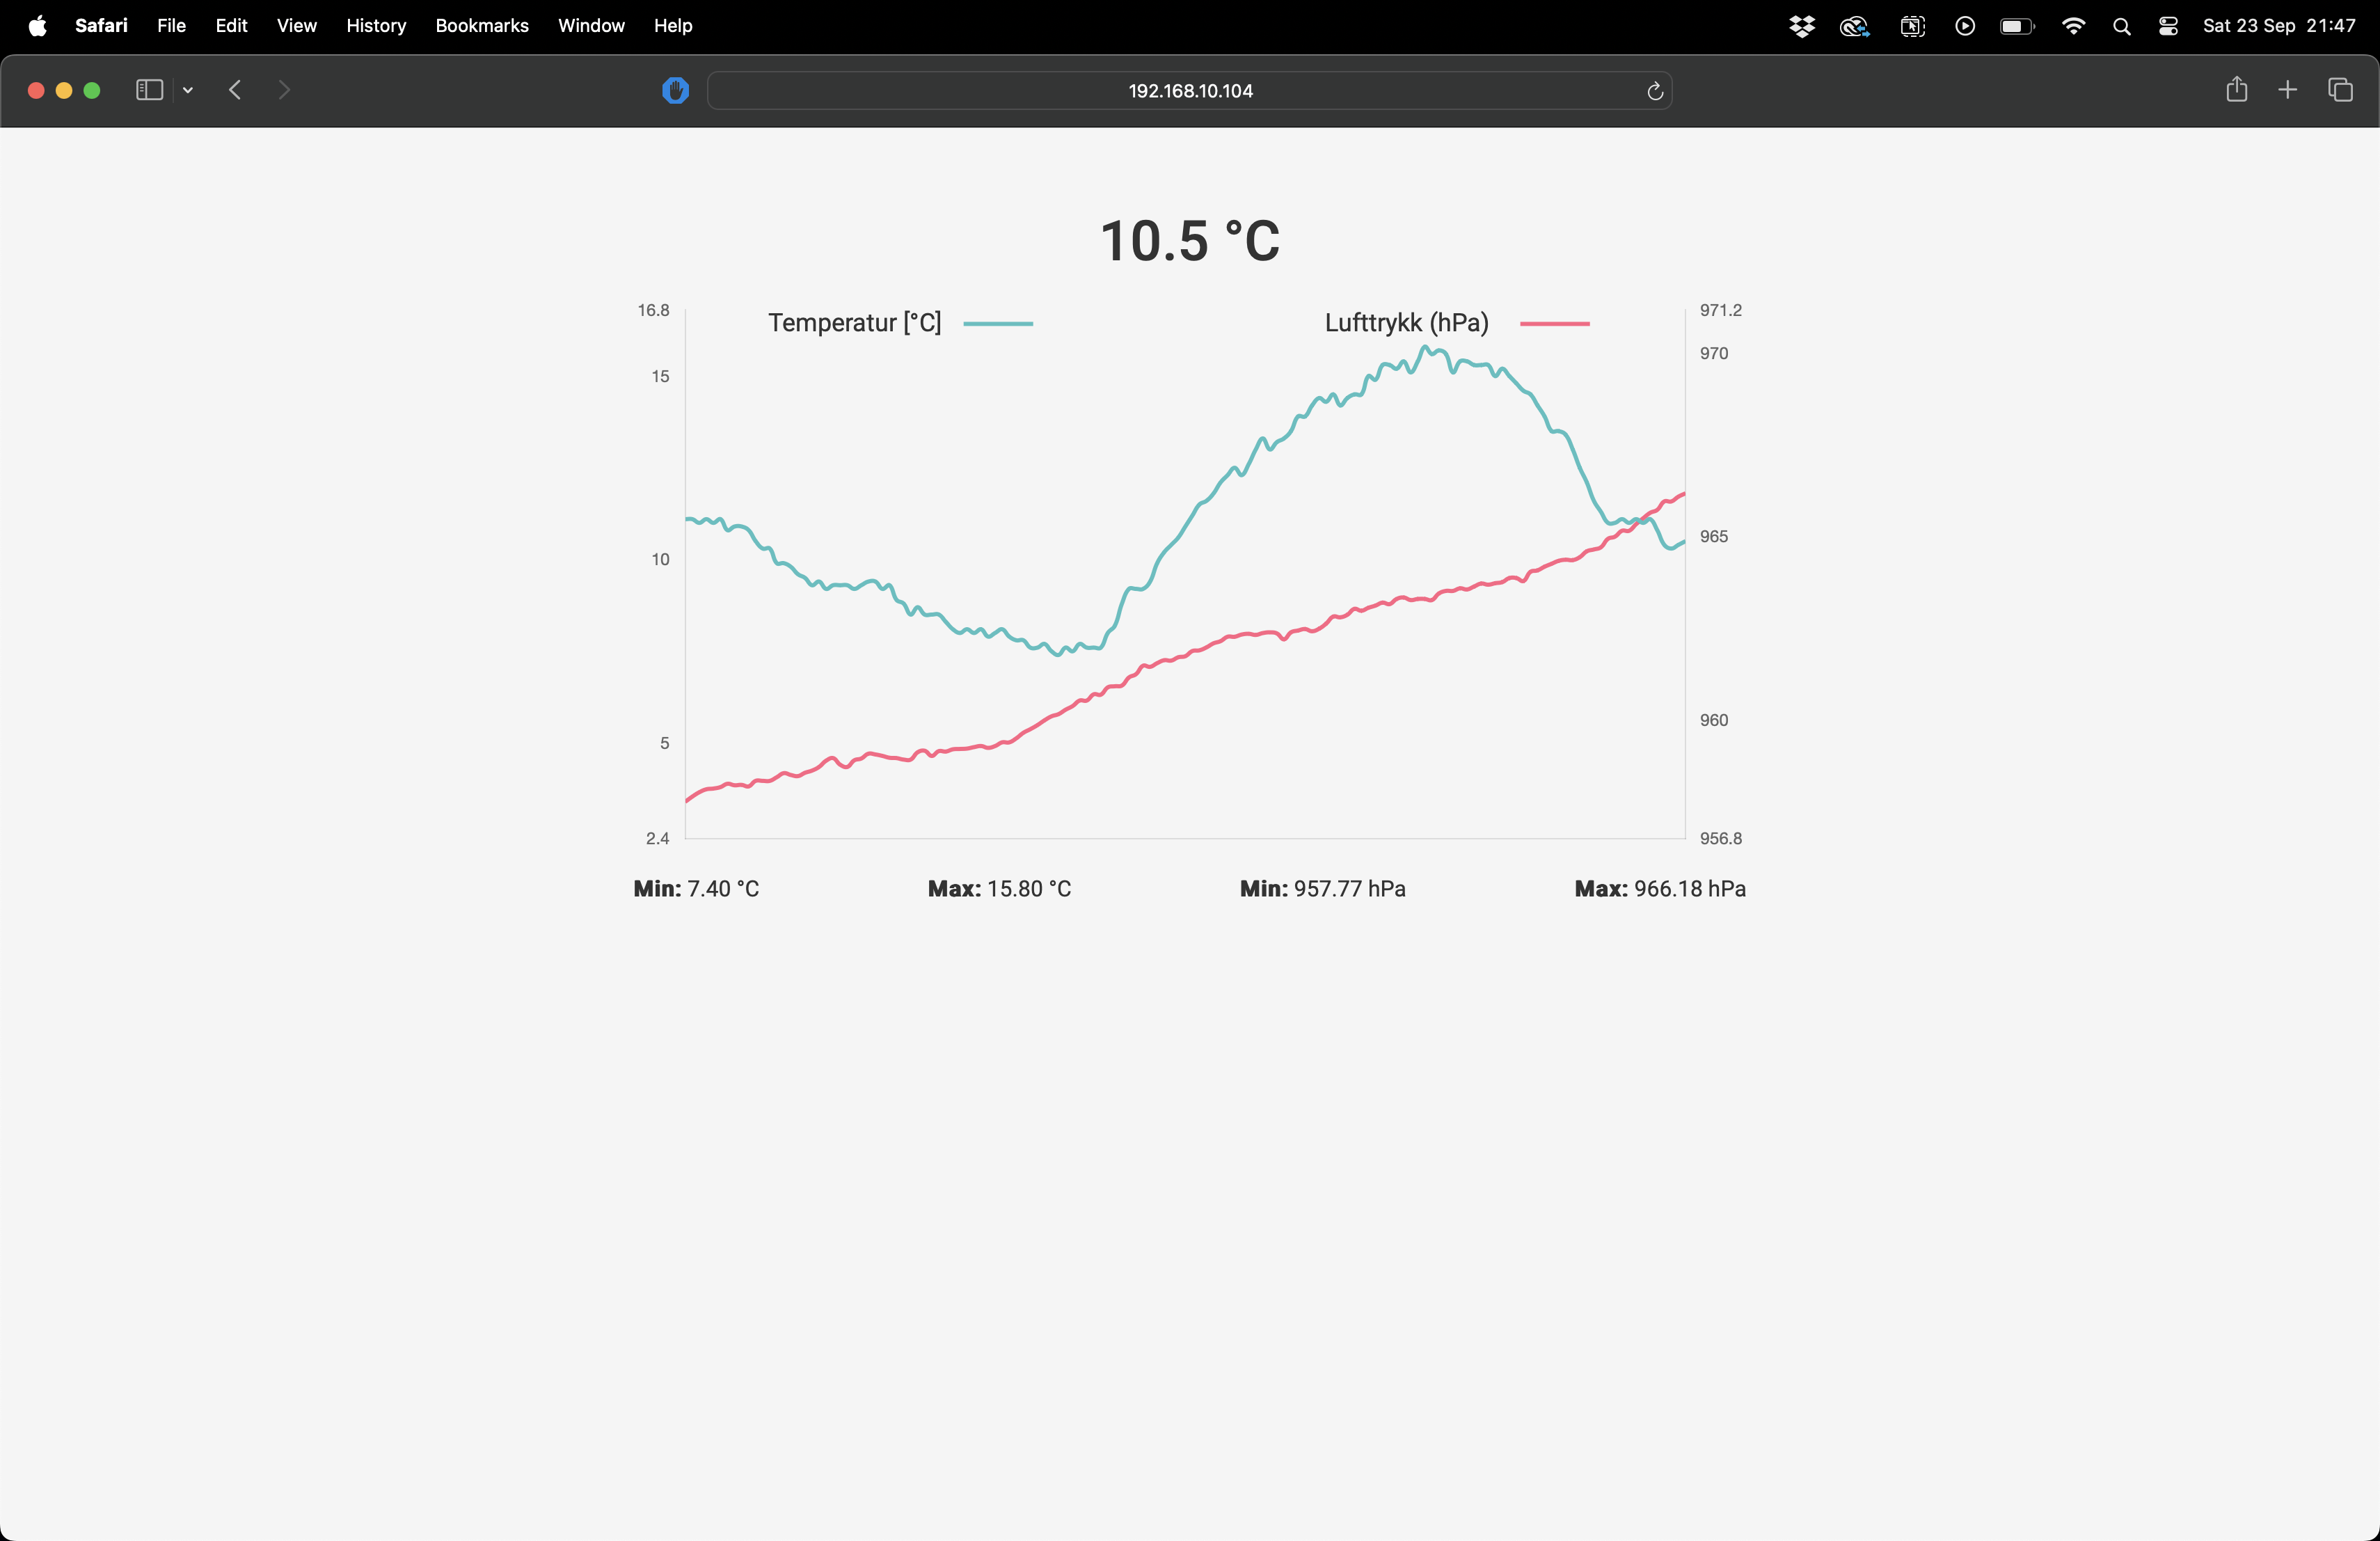 Safari File Edit View History Bookmarks Window Help Sat 23 Sep 21:47
192.168.10.104
10.5 °C
Temperatur [°C] Lufttrykk (hPa)
16.8 971.2
970
15
965
10
960
5
2.4 956.8
Min: 7.40 °C Max: 15.80 °C Min: 957.77 hPa Max: 966.18 hPa